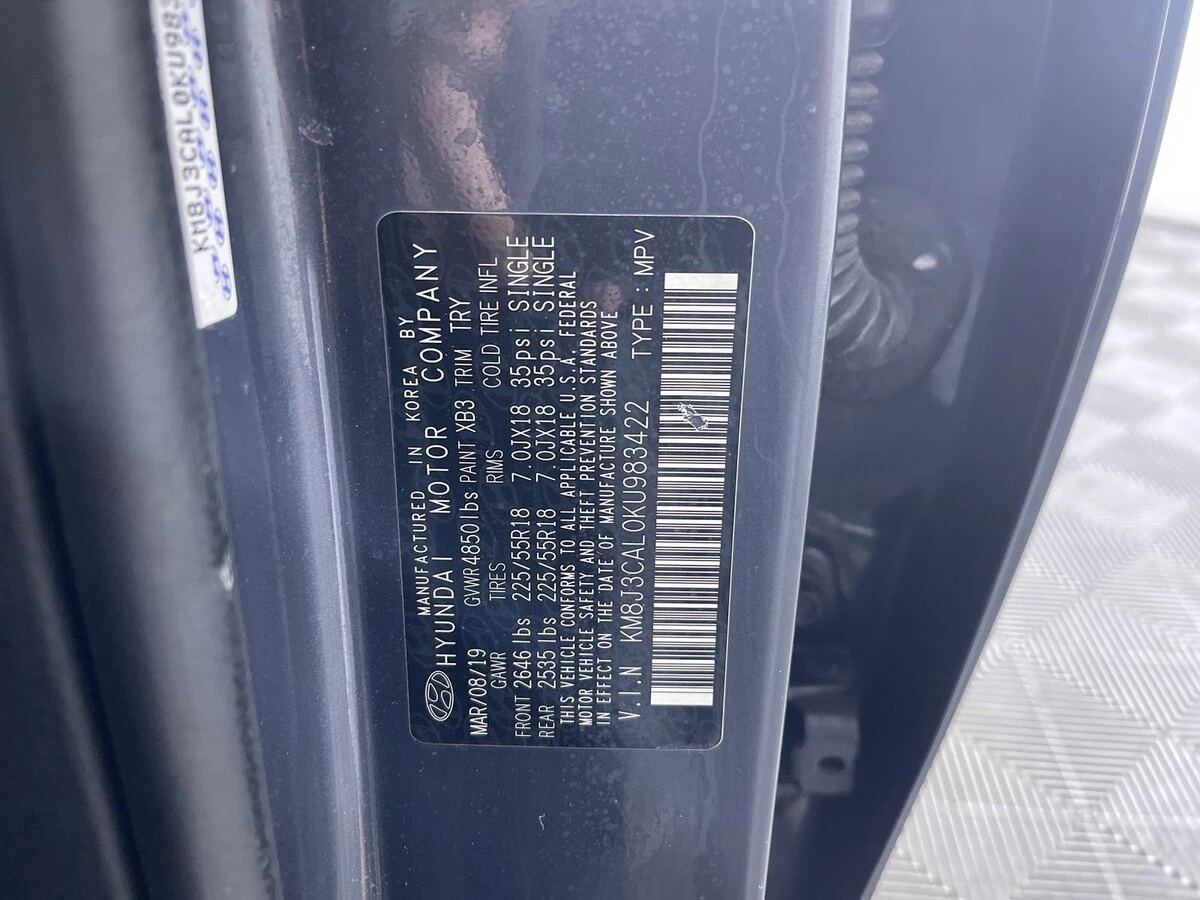 KM8J3CAL0KU98
MANUFACTURED IN KOREA BY
HYUNDAI MOTOR COMPANY
MAR/08/19 GVWR 4850lbs PAINT XB3 TRIM TRY
GAWR TIRES RIMS COLD TIRE INFL
FRONT 2646 lbs 225/55R18 7.0JX18 35psi SINGLE
REAR 2535 lbs 225/55R18 7.0JX18 35psi SINGLE
THIS VEHICLE CONFORMS TO ALL APPLICABLE U.S.A. FEDERAL
MOTOR VEHICLE SAFETY AND THEFT PREVENTION STANDARDS
IN EFFECT ON THE DATE OF MANUFACTURE SHOWN ABOVE
V.I.N KM8J3CAL0KU983422 TYPE : MPV